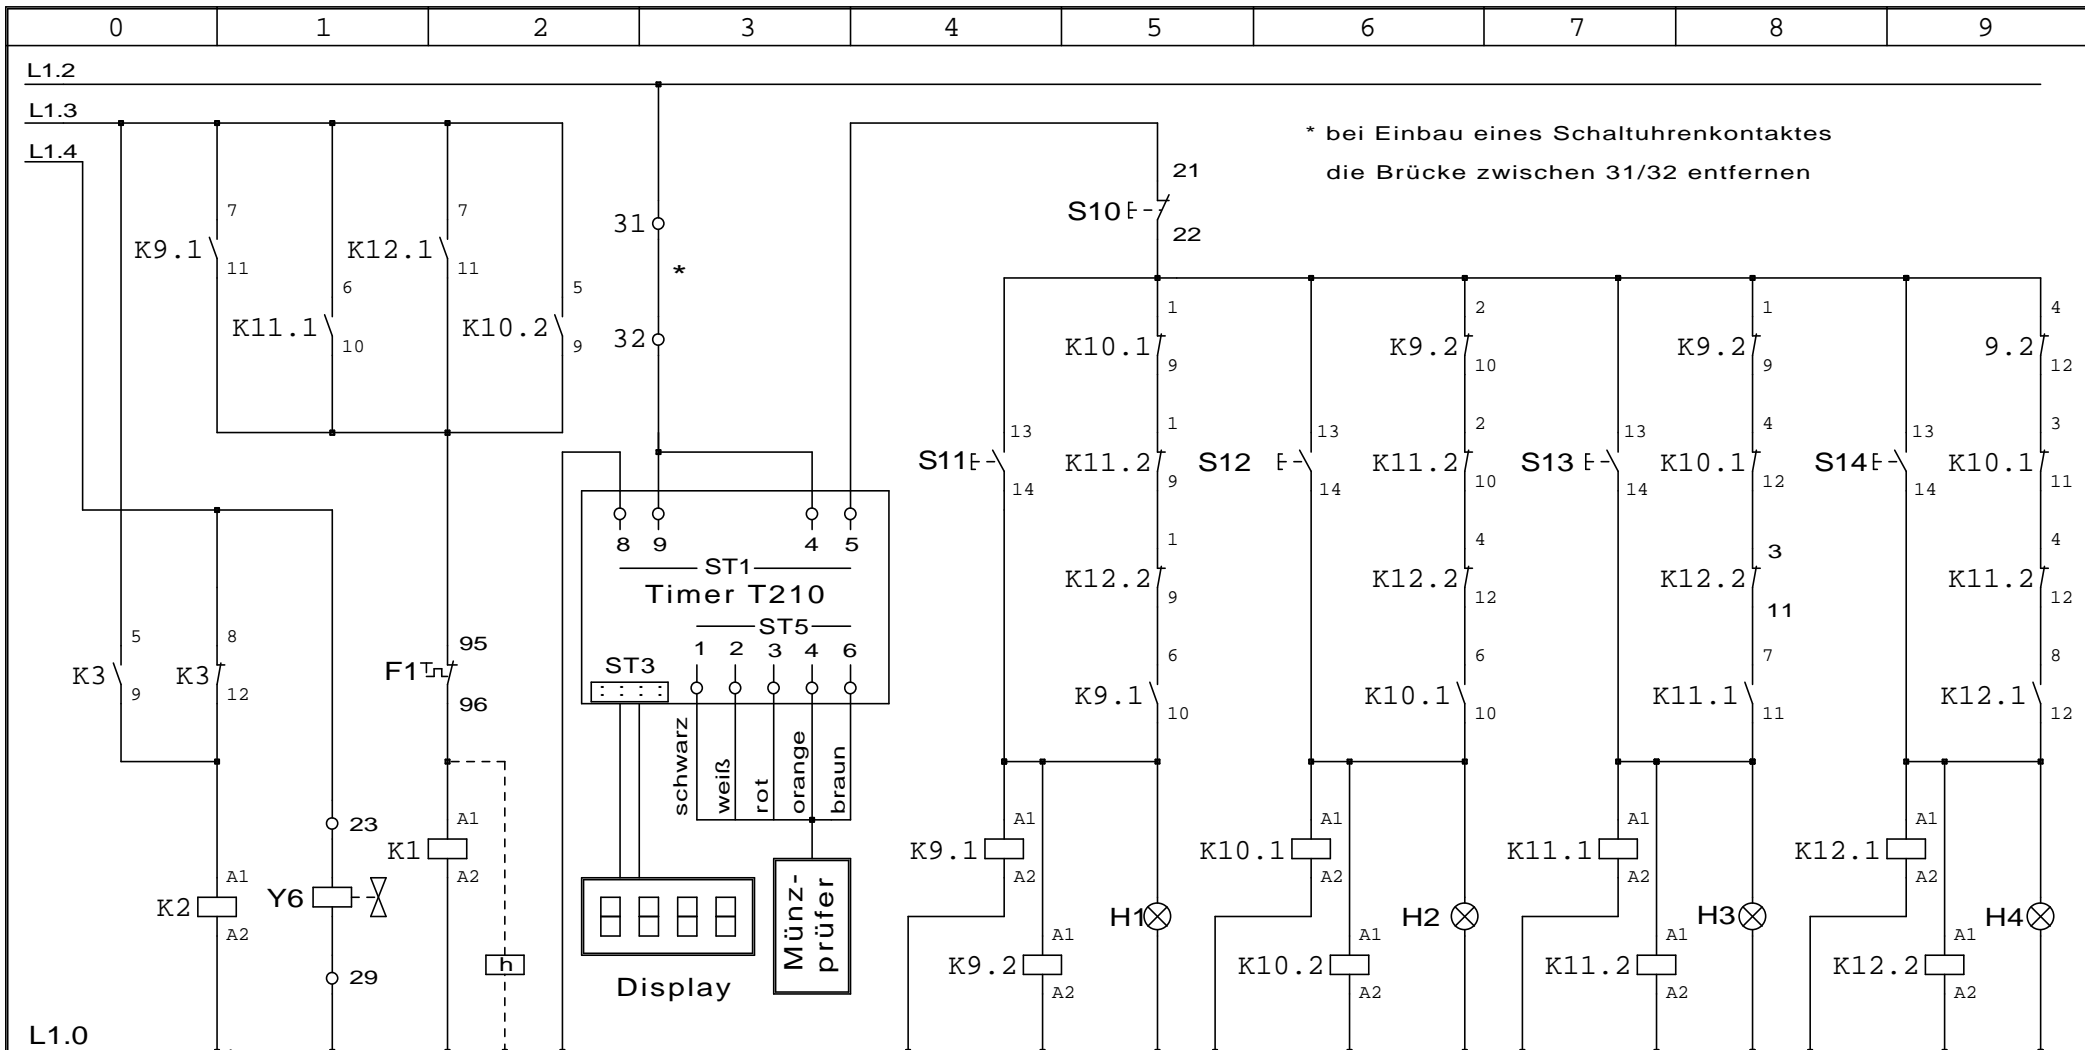 0 1 2 3 4 5 6 7 8 9
L1.2
L1.3
L1.4
* bei Einbau eines Schaltuhrenkontaktes
die Brücke zwischen 31/32 entfernen
21
S10
22
7 7
31
K9.1 K12.1
11 11
*
6 5
1 2 1 4
K11.1 K10.2 32 K10.1 K9.2 K9.2 9.2
10 9
9 10 9 12
1 2 4 3
13 13 13 13
S11 K11.2 S12 K11.2 S13 K10.1 S14 K10.1
9 10 12 11
14 14 14 14
8 9 4 5
1 4 3 4
ST1
K12.2 K12.2 K12.2 K11.2
Timer T210
9 12 11 12
ST5
5 8 95
1 2 3 4 6
6 6 7 8
K3 K3 F1 ST3
9 12 96
K9.1 K10.1 K11.1 K12.1
10 10 11 12
schwarz
weiß
rot
orange
braun
23 A1 A1 A1 A1 A1
K1 K9.1 K10.1 K11.1 K12.1
A1 A2 A2 A2 A2 A2
K2 Y6
A2
Münz-
prüfer
H1 H2 H3 H4
A1 A1 A1 A1
h K9.2 K10.2 K11.2 K12.2
29
Display
A2 A2 A2 A2
L1.0